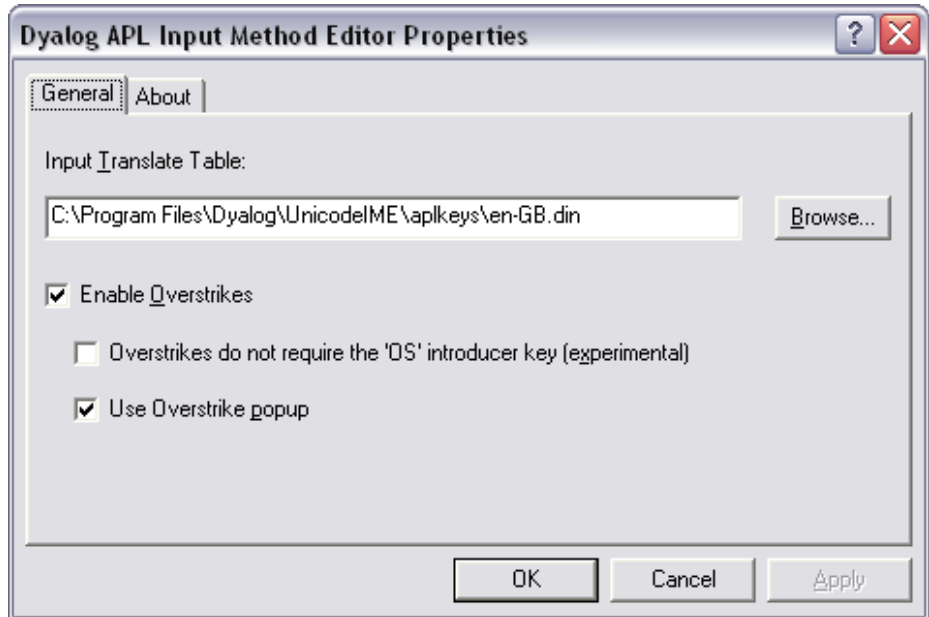 Dyalog APL Input Method Editor Properties
General About
Input Translate Table:
C:\Program Files\Dyalog\UnicodeIME\aplkeys\en-GB.din Browse...
Enable Overstrikes
Overstrikes do not require the 'OS' introducer key (experimental)
Use Overstrike popup
OK Cancel Apply